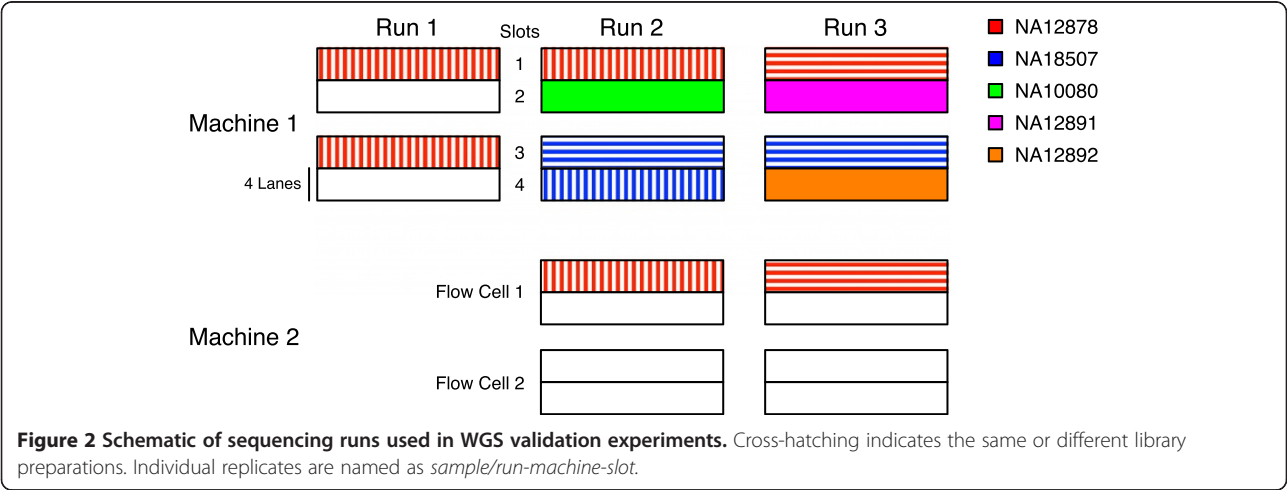 Run 1
Slots
Run 2
Run 3
NA12878
NA18507
NA10080
NA12891
NA12892
1
2
Machine 1
3
4
4 Lanes
Flow Cell 1
Machine 2
Flow Cell 2
Figure 2 Schematic of sequencing runs used in WGS validation experiments. Cross-hatching indicates the same or different library
preparations. Individual replicates are named as sample/run-machine-slot.